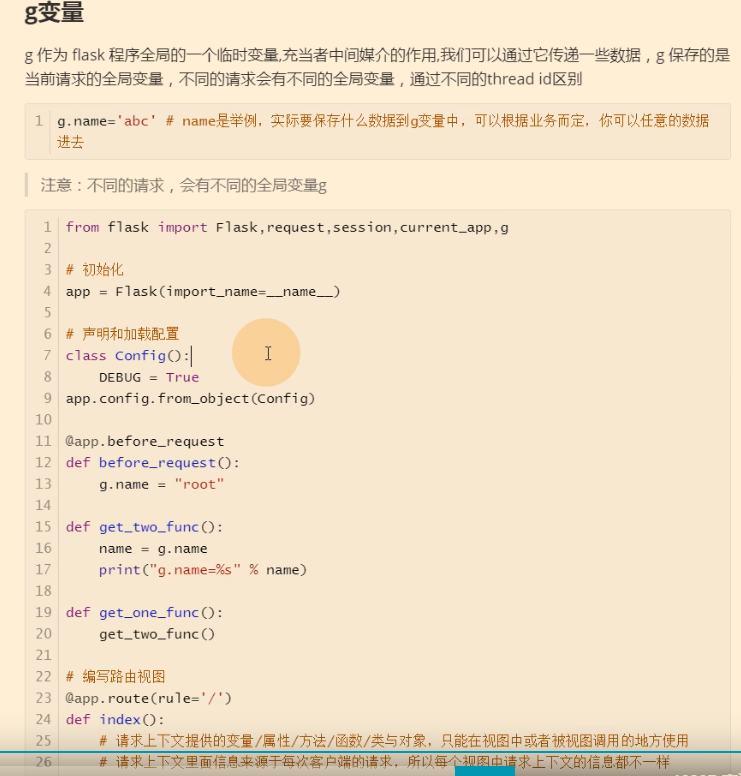 g变量
g 作为 flask 程序全局的一个临时变量,充当者中间媒介的作用,我们可以通过它传递一些数据，g 保存的是
当前请求的全局变量，不同的请求会有不同的全局变量，通过不同的thread id区别
1 g.name='abc' # name是举例，实际要保存什么数据到g变量中，可以根据业务而定，你可以任意的数据
进去
注意：不同的请求，会有不同的全局变量g
1 from flask import Flask,request,session,current_app,g
2
3 # 初始化
4 app = Flask(import_name=__name__)
5
6 # 声明和加载配置
7 class Config():
8     DEBUG = True
9 app.config.from_object(Config)
10
11 @app.before_request
12 def before_request():
13     g.name = "root"
14
15 def get_two_func():
16     name = g.name
17     print("g.name=%s" % name)
18
19 def get_one_func():
20     get_two_func()
21
22 # 编写路由视图
23 @app.route(rule='/')
24 def index():
25     # 请求上下文提供的变量/属性/方法/函数/类与对象，只能在视图中或者被视图调用的地方使用
26     # 请求上下文里面信息来源于每次客户端的请求，所以每个视图中请求上下文的信息都不一样